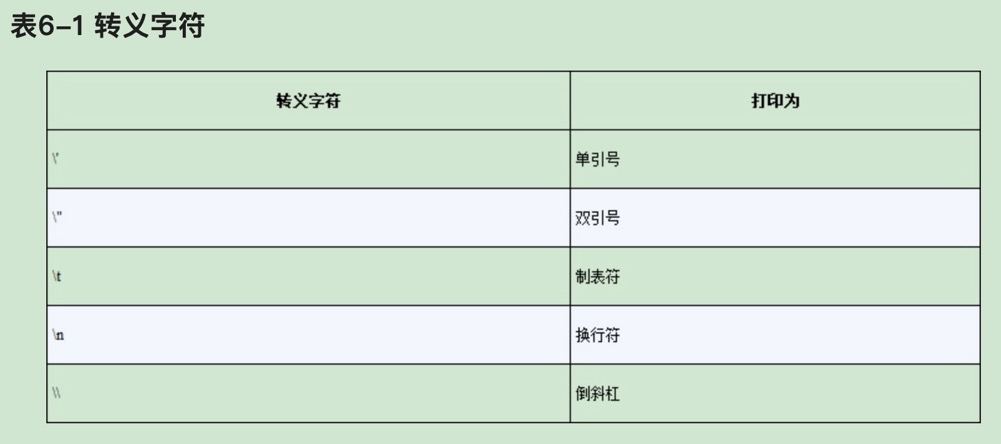 表6-1 转义字符
转义字符 打印为
\' 单引号
\" 双引号
\t 制表符
\n 换行符
\\ 倒斜杠